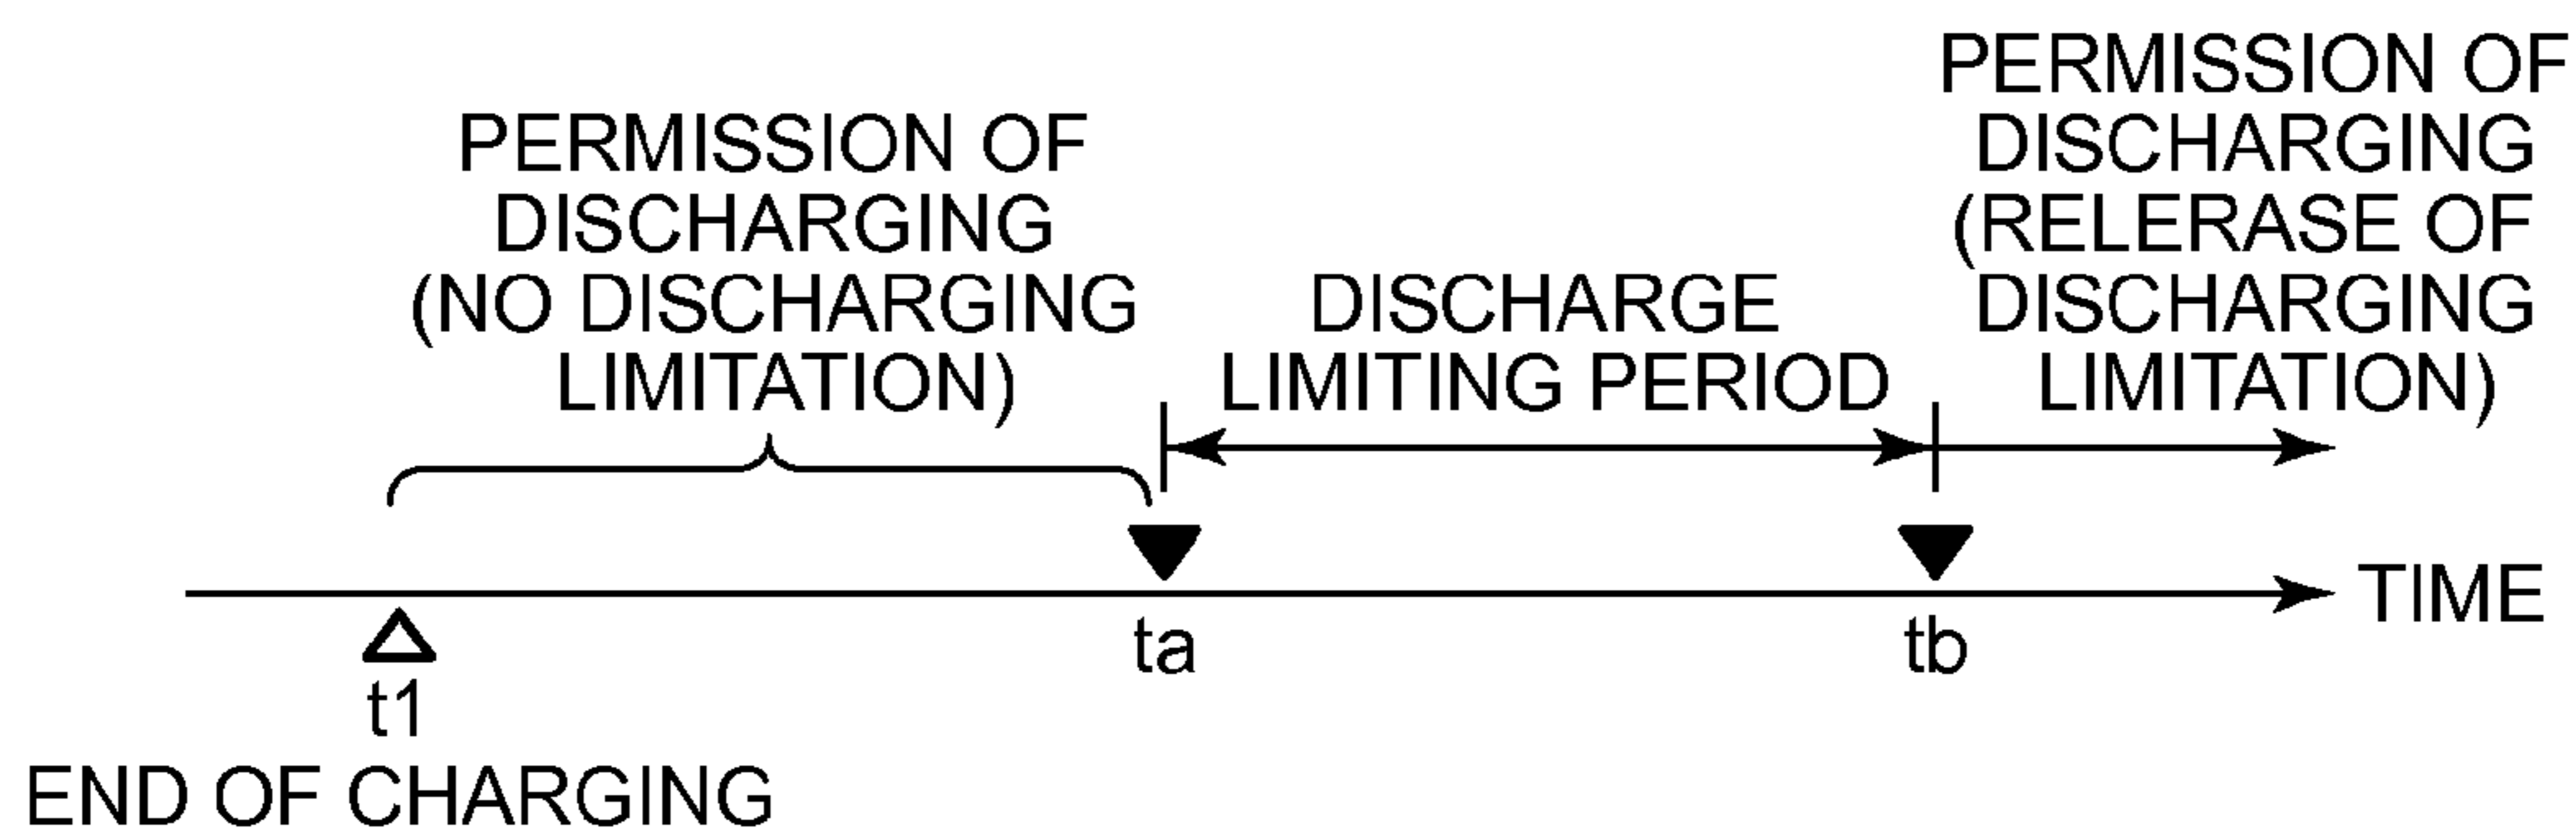 PERMISSION OF
DISCHARGING
(NO DISCHARGING
LIMITATION)
DISCHARGE
LIMITING PERIOD
PERMISSION OF
DISCHARGING
(RELERASE OF
DISCHARGING
LIMITATION)
TIME
ta
tb
t1
END OF CHARGING